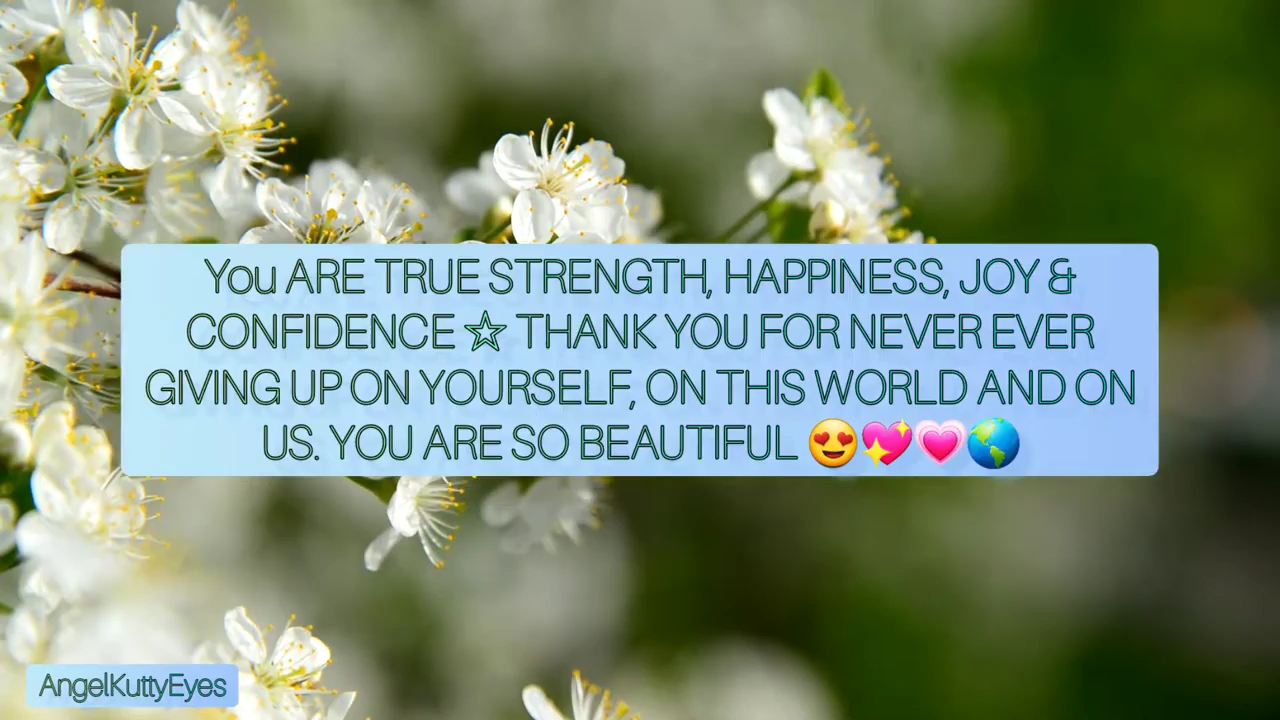 You ARE TRUE STRENGTH, HAPPINESS, JOY &
CONFIDENCE ☆ THANK YOU FOR NEVER EVER
GIVING UP ON YOURSELF, ON THIS WORLD AND ON
US. YOU ARE SO BEAUTIFUL 😍💖💗🌎
AngelKuttyEyes